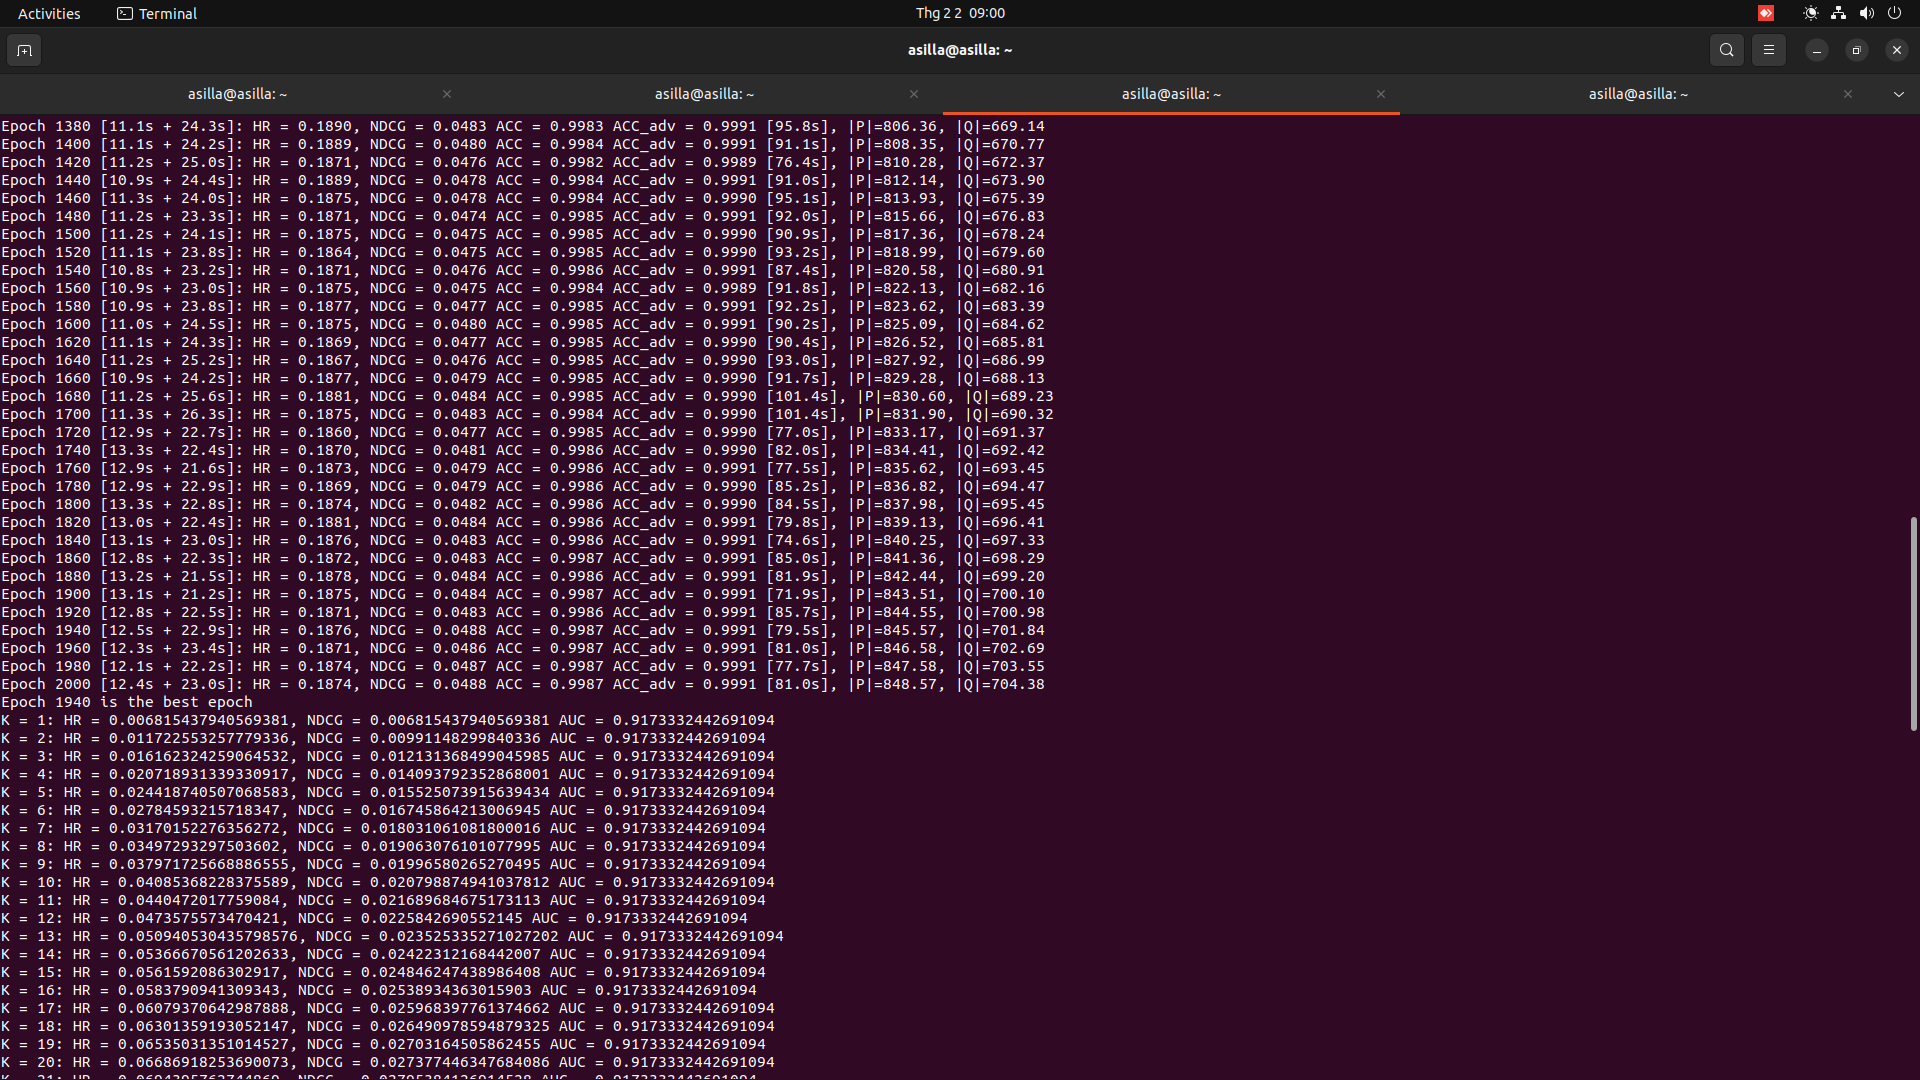 Activities
Terminal
Thg 2 2 09:00
asilla@asilla: ~
asilla@asilla: ~
asilla@asilla: ~
asilla@asilla: ~
asilla@asilla: ~
Epoch 1380 [11.1s + 24.3s]: HR = 0.1890, NDCG = 0.0483 ACC = 0.9983 ACC_adv = 0.9991 [95.8s], |P|=806.36, |Q|=669.14
Epoch 1400 [11.1s + 24.2s]: HR = 0.1889, NDCG = 0.0480 ACC = 0.9984 ACC_adv = 0.9991 [91.1s], |P|=808.35, |Q|=670.77
Epoch 1420 [11.2s + 25.0s]: HR = 0.1871, NDCG = 0.0476 ACC = 0.9982 ACC_adv = 0.9989 [76.4s], |P|=810.28, |Q|=672.37
Epoch 1440 [10.9s + 24.4s]: HR = 0.1889, NDCG = 0.0478 ACC = 0.9984 ACC_adv = 0.9991 [91.0s], |P|=812.14, |Q|=673.90
Epoch 1460 [11.3s + 24.0s]: HR = 0.1875, NDCG = 0.0478 ACC = 0.9984 ACC_adv = 0.9990 [95.1s], |P|=813.93, |Q|=675.39
Epoch 1480 [11.2s + 23.3s]: HR = 0.1871, NDCG = 0.0474 ACC = 0.9985 ACC_adv = 0.9991 [92.0s], |P|=815.66, |Q|=676.83
Epoch 1500 [11.2s + 24.1s]: HR = 0.1875, NDCG = 0.0475 ACC = 0.9985 ACC_adv = 0.9990 [90.9s], |P|=817.36, |Q|=678.24
Epoch 1520 [11.1s + 23.8s]: HR = 0.1864, NDCG = 0.0475 ACC = 0.9985 ACC_adv = 0.9990 [93.2s], |P|=818.99, |Q|=679.60
Epoch 1540 [10.8s + 23.2s]: HR = 0.1871, NDCG = 0.0476 ACC = 0.9986 ACC_adv = 0.9991 [87.4s], |P|=820.58, |Q|=680.91
Epoch 1560 [10.9s + 23.0s]: HR = 0.1875, NDCG = 0.0475 ACC = 0.9984 ACC_adv = 0.9989 [91.8s], |P|=822.13, |Q|=682.16
Epoch 1580 [10.9s + 23.8s]: HR = 0.1877, NDCG = 0.0477 ACC = 0.9985 ACC_adv = 0.9991 [92.2s], |P|=823.62, |Q|=683.39
Epoch 1600 [11.0s + 24.5s]: HR = 0.1875, NDCG = 0.0480 ACC = 0.9985 ACC_adv = 0.9991 [90.2s], |P|=825.09, |Q|=684.62
Epoch 1620 [11.1s + 24.3s]: HR = 0.1869, NDCG = 0.0477 ACC = 0.9985 ACC_adv = 0.9990 [90.4s], |P|=826.52, |Q|=685.81
Epoch 1640 [11.2s + 25.2s]: HR = 0.1867, NDCG = 0.0476 ACC = 0.9985 ACC_adv = 0.9990 [93.0s], |P|=827.92, |Q|=686.99
Epoch 1660 [10.9s + 24.2s]: HR = 0.1877, NDCG = 0.0479 ACC = 0.9985 ACC_adv = 0.9990 [91.7s], |P|=829.28, |Q|=688.13
Epoch 1680 [11.2s + 25.6s]: HR = 0.1881, NDCG = 0.0484 ACC = 0.9985 ACC_adv = 0.9990 [101.4s], |P|=830.60, |Q|=689.23
Epoch 1700 [11.3s + 26.3s]: HR = 0.1875, NDCG = 0.0483 ACC = 0.9984 ACC_adv = 0.9990 [101.4s], |P|=831.90, |Q|=690.32
Epoch 1720 [12.9s + 22.7s]: HR = 0.1860, NDCG = 0.0477 ACC = 0.9985 ACC_adv = 0.9990 [77.0s], |P|=833.17, |Q|=691.37
Epoch 1740 [13.3s + 22.4s]: HR = 0.1870, NDCG = 0.0481 ACC = 0.9986 ACC_adv = 0.9990 [82.0s], |P|=834.41, |Q|=692.42
Epoch 1760 [12.9s + 21.6s]: HR = 0.1873, NDCG = 0.0479 ACC = 0.9986 ACC_adv = 0.9991 [77.5s], |P|=835.62, |Q|=693.45
Epoch 1780 [12.9s + 22.9s]: HR = 0.1869, NDCG = 0.0479 ACC = 0.9986 ACC_adv = 0.9990 [85.2s], |P|=836.82, |Q|=694.47
Epoch 1800 [13.3s + 22.8s]: HR = 0.1874, NDCG = 0.0482 ACC = 0.9986 ACC_adv = 0.9990 [84.5s], |P|=837.98, |Q|=695.45
Epoch 1820 [13.0s + 22.4s]: HR = 0.1881, NDCG = 0.0484 ACC = 0.9986 ACC_adv = 0.9991 [79.8s], |P|=839.13, |Q|=696.41
Epoch 1840 [13.1s + 23.0s]: HR = 0.1876, NDCG = 0.0483 ACC = 0.9986 ACC_adv = 0.9991 [74.6s], |P|=840.25, |Q|=697.33
Epoch 1860 [12.8s + 22.3s]: HR = 0.1872, NDCG = 0.0483 ACC = 0.9987 ACC_adv = 0.9991 [85.0s], |P|=841.36, |Q|=698.29
Epoch 1880 [13.2s + 21.5s]: HR = 0.1878, NDCG = 0.0484 ACC = 0.9986 ACC_adv = 0.9991 [81.9s], |P|=842.44, |Q|=699.20
Epoch 1900 [13.1s + 21.2s]: HR = 0.1875, NDCG = 0.0484 ACC = 0.9987 ACC_adv = 0.9991 [71.9s], |P|=843.51, |Q|=700.10
Epoch 1920 [12.8s + 22.5s]: HR = 0.1871, NDCG = 0.0483 ACC = 0.9986 ACC_adv = 0.9991 [85.7s], |P|=844.55, |Q|=700.98
Epoch 1940 [12.5s + 22.9s]: HR = 0.1876, NDCG = 0.0488 ACC = 0.9987 ACC_adv = 0.9991 [79.5s], |P|=845.57, |Q|=701.84
Epoch 1960 [12.3s + 23.4s]: HR = 0.1871, NDCG = 0.0486 ACC = 0.9987 ACC_adv = 0.9991 [81.0s], |P|=846.58, |Q|=702.69
Epoch 1980 [12.1s + 22.2s]: HR = 0.1874, NDCG = 0.0487 ACC = 0.9987 ACC_adv = 0.9991 [77.7s], |P|=847.58, |Q|=703.55
Epoch 2000 [12.4s + 23.0s]: HR = 0.1874, NDCG = 0.0488 ACC = 0.9987 ACC_adv = 0.9991 [81.0s], |P|=848.57, |Q|=704.38
Epoch 1940 is the best epoch
K = 1: HR = 0.006815437940569381, NDCG = 0.006815437940569381 AUC = 0.9173332442691094
K = 2: HR = 0.011722553257779336, NDCG = 0.00991148299840336 AUC = 0.9173332442691094
K = 3: HR = 0.016162324259064532, NDCG = 0.012131368499045985 AUC = 0.9173332442691094
K = 4: HR = 0.020718931339330917, NDCG = 0.014093792352868001 AUC = 0.9173332442691094
K = 5: HR = 0.024418740507068583, NDCG = 0.015525073915639434 AUC = 0.9173332442691094
K = 6: HR = 0.02784593215718347, NDCG = 0.016745864213006945 AUC = 0.9173332442691094
K = 7: HR = 0.03170152276356272, NDCG = 0.018031061081800016 AUC = 0.9173332442691094
K = 8: HR = 0.03497293297503602, NDCG = 0.019063076101077995 AUC = 0.9173332442691094
K = 9: HR = 0.037971725668886555, NDCG = 0.01996580265270495 AUC = 0.9173332442691094
K = 10: HR = 0.04085368228375589, NDCG = 0.020798874941037812 AUC = 0.9173332442691094
K = 11: HR = 0.0440472017759084, NDCG = 0.021689684675173113 AUC = 0.9173332442691094
K = 12: HR = 0.0473575573470421, NDCG = 0.0225842690552145 AUC = 0.9173332442691094
K = 13: HR = 0.050940530435798576, NDCG = 0.023525335271027202 AUC = 0.9173332442691094
K = 14: HR = 0.05366670561202633, NDCG = 0.02422312168442007 AUC = 0.9173332442691094
K = 15: HR = 0.0561592086302917, NDCG = 0.024846247438986408 AUC = 0.9173332442691094
K = 16: HR = 0.0583790941309343, NDCG = 0.02538934363015903 AUC = 0.9173332442691094
K = 17: HR = 0.06079370642987888, NDCG = 0.025968397761374662 AUC = 0.9173332442691094
K = 18: HR = 0.06301359193052147, NDCG = 0.026490978594879325 AUC = 0.9173332442691094
K = 19: HR = 0.06535031351014527, NDCG = 0.02703164505862455 AUC = 0.9173332442691094
K = 20: HR = 0.06686918253690073, NDCG = 0.027377446347684086 AUC = 0.9173332442691094